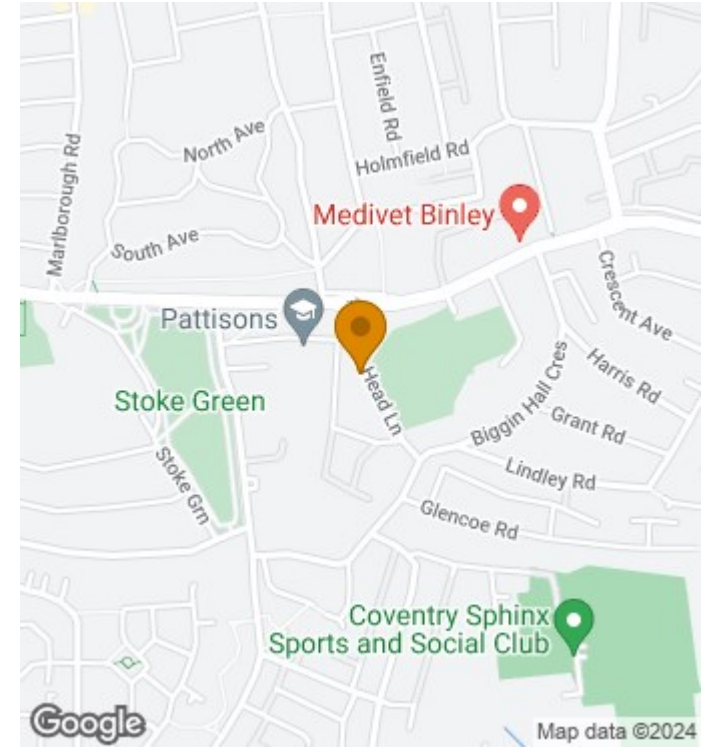 Enfield Rd
North Ave
Holmfield Rd
Marlborough Rd
Medivet Binley
South Ave
Crescent Ave
Pattisons
Harris Rd
Stoke Green
Head Ln
Biggin Hall Cres
Grant Rd
Lindley Rd
Stoke Grn
Glencoe Rd
Coventry Sphinx
Sports and Social Club
Google
Map data ©2024